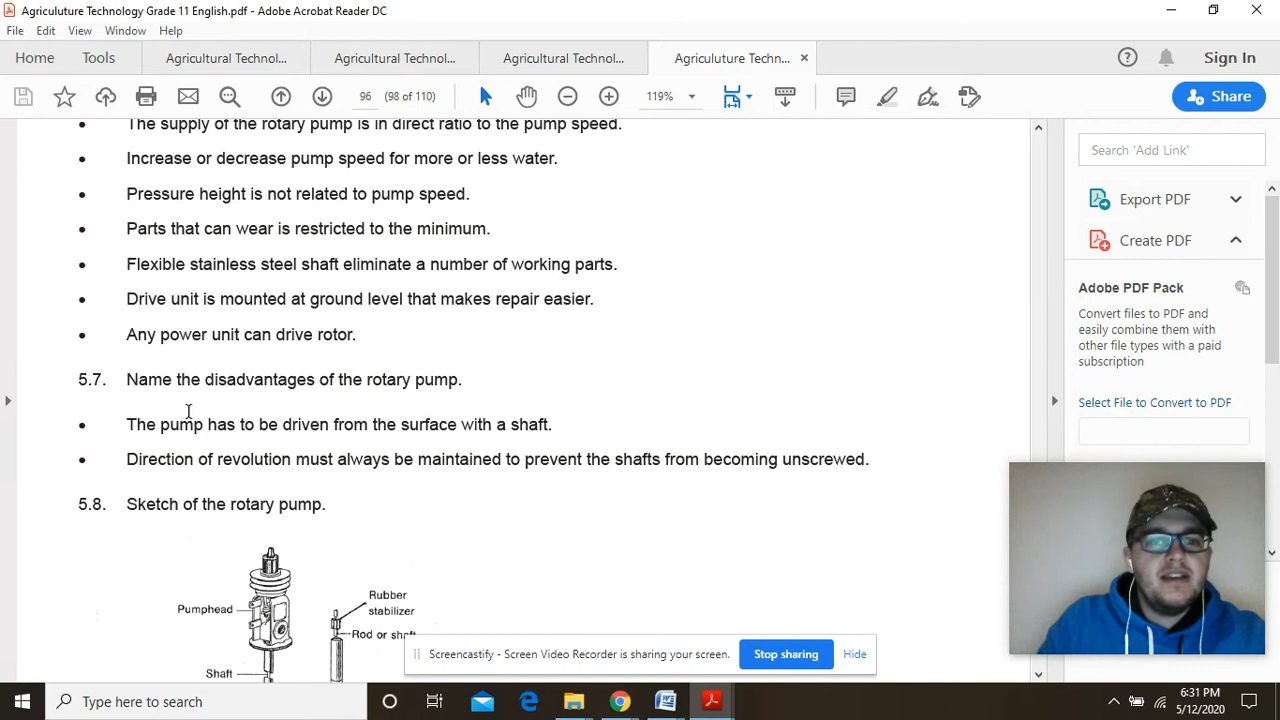 Agriculuture Technology Grade 11 English.pdf - Adobe Acrobat Reader DC
File Edit View Window Help
Home Tools Agricultural Technol... Agricultural Technol... Agricultural Technol... Agriculuture Techn... × Sign In
96 (98 of 110) 119% Share
The supply of the rotary pump is in direct ratio to the pump speed.
• Increase or decrease pump speed for more or less water.
• Pressure height is not related to pump speed.
• Parts that can wear is restricted to the minimum.
• Flexible stainless steel shaft eliminate a number of working parts.
• Drive unit is mounted at ground level that makes repair easier.
• Any power unit can drive rotor.
5.7. Name the disadvantages of the rotary pump.
• The pump has to be driven from the surface with a shaft.
• Direction of revolution must always be maintained to prevent the shafts from becoming unscrewed.
5.8. Sketch of the rotary pump.
Pumphead
Rubber
stabilizer
Rod or shaft
Shaft
Search 'Add Link'
Export PDF
Create PDF
Adobe PDF Pack
Convert files to PDF and
easily combine them with
other file types with a paid
subscription
Select File to Convert to PDF
Screencastify - Screen Video Recorder is sharing your screen. Stop sharing Hide
Type here to search
6:31 PM
5/12/2020